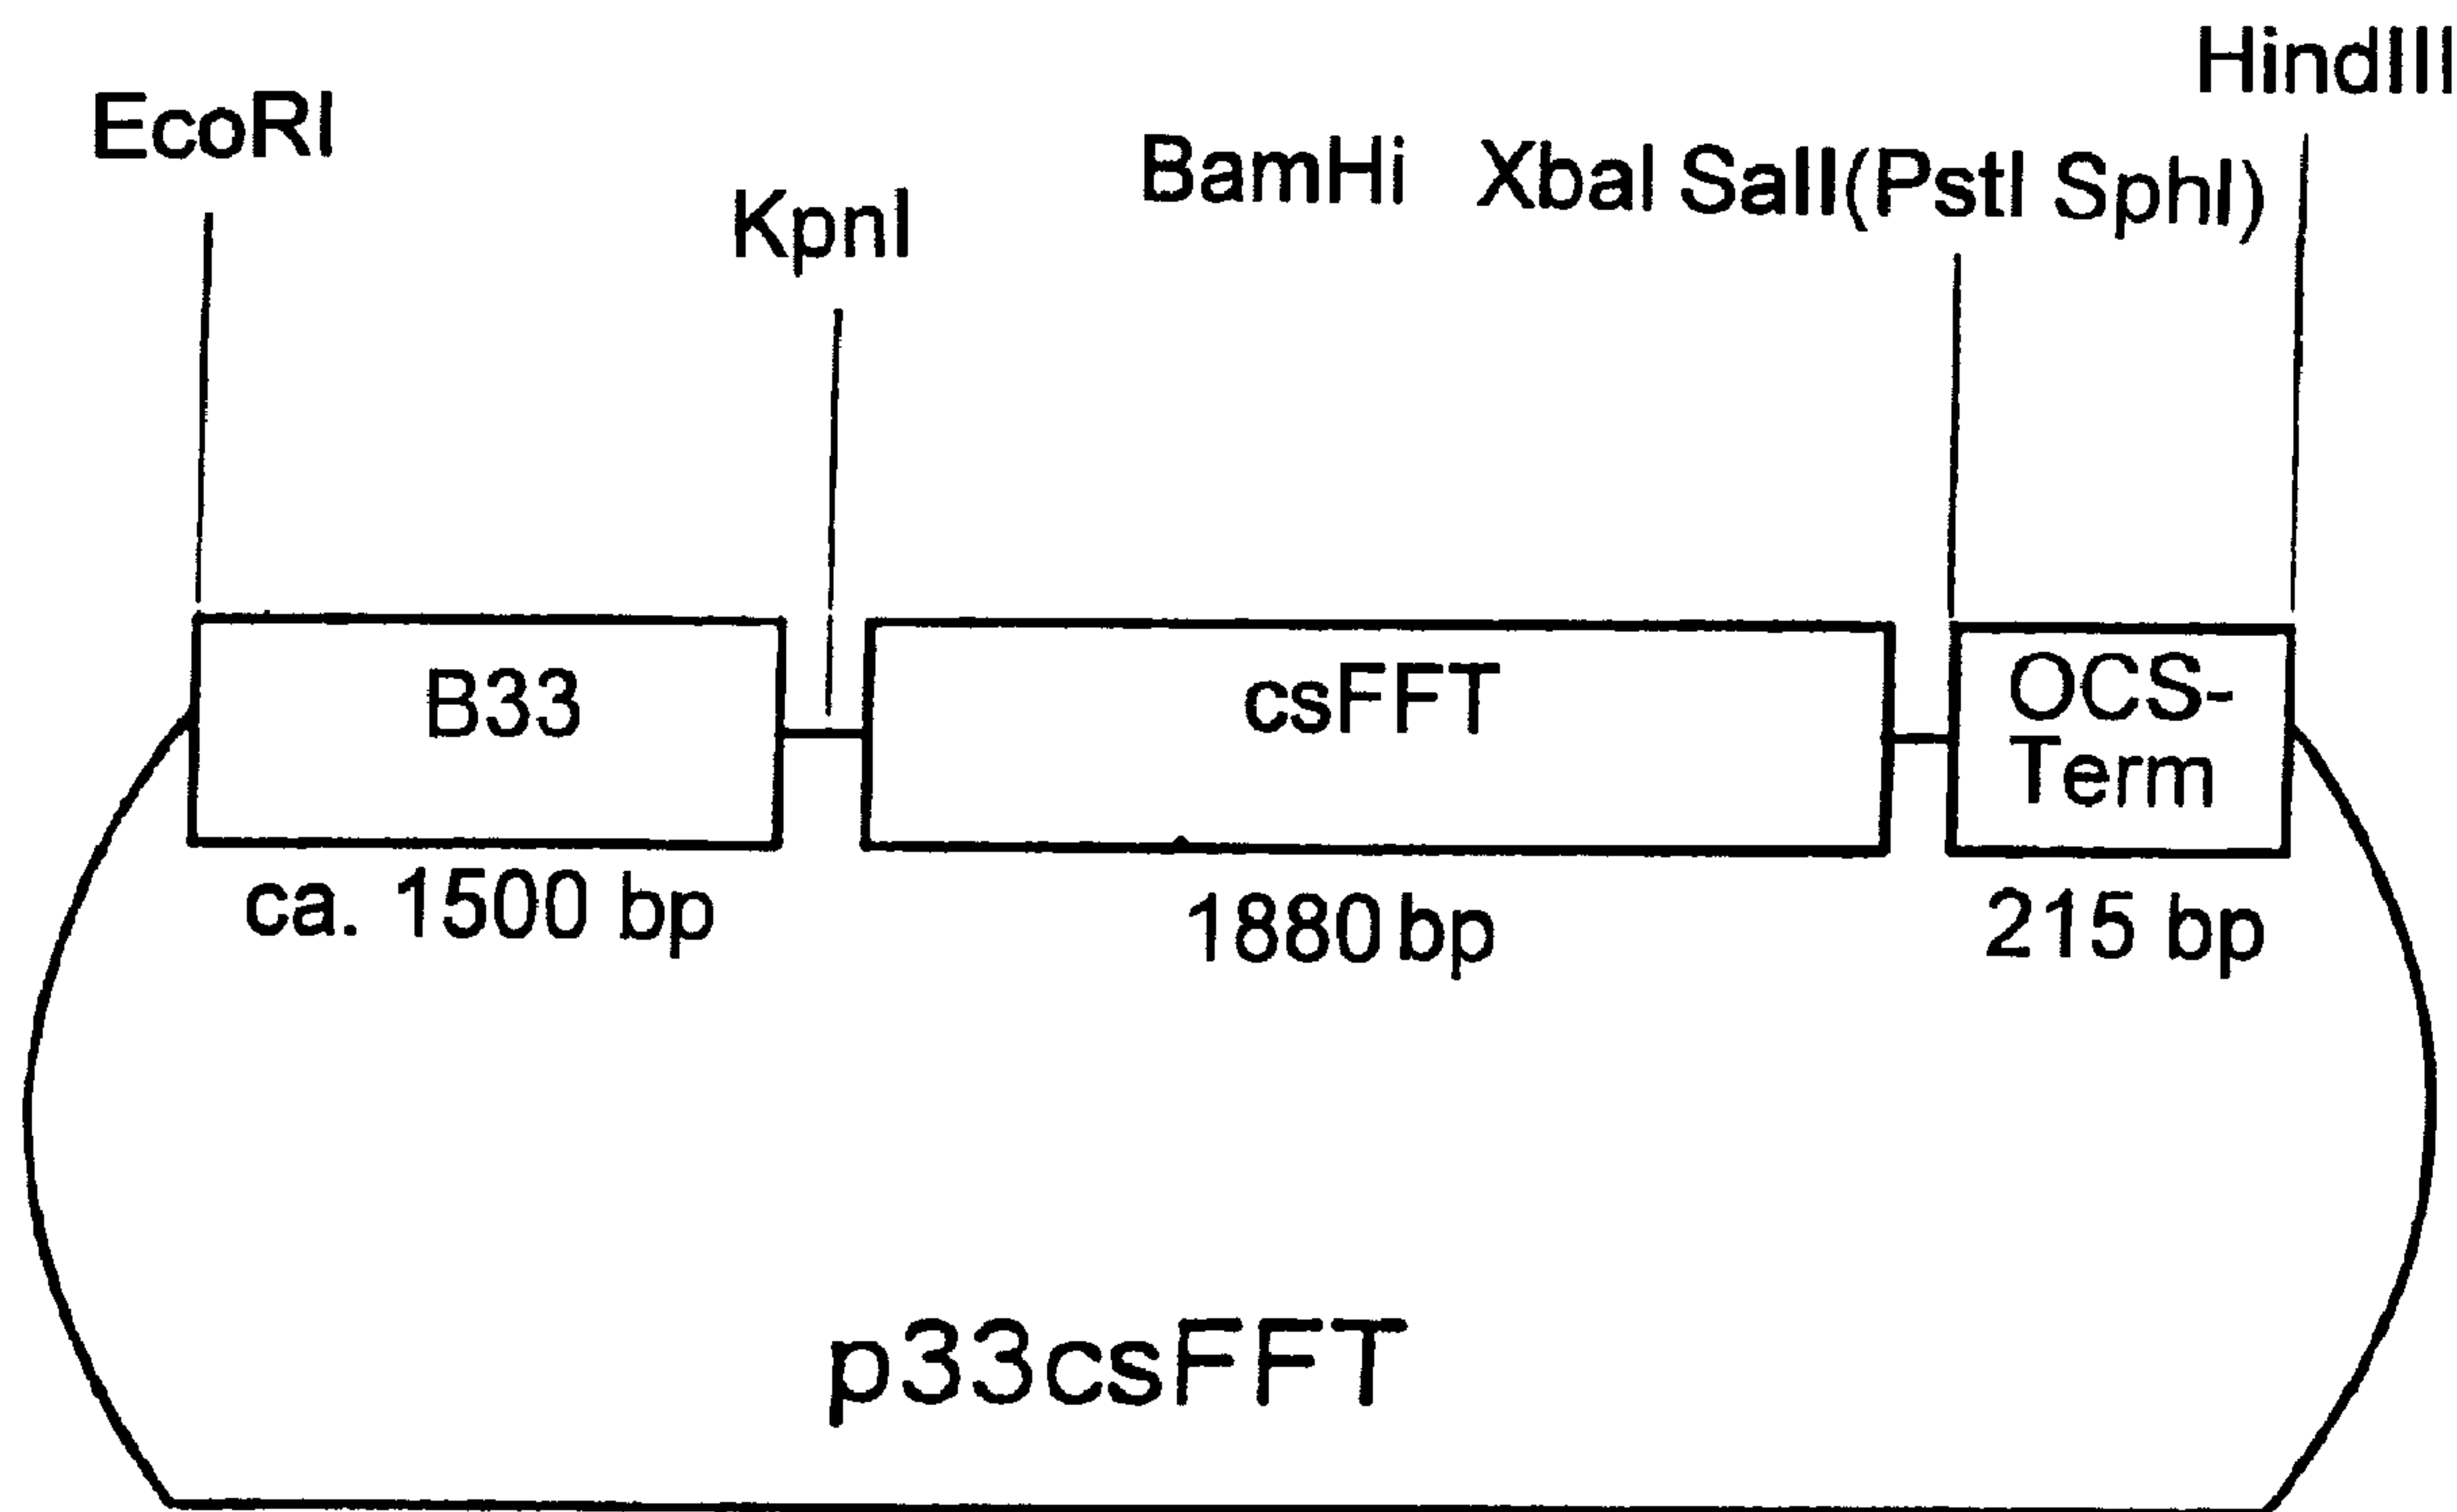 HindIII
EcoRI
BamHi XbaI SalI(PstI SphI)
KpnI
B33
csFFT
OCS-
Term
ca. 1500 bp
1880 bp
215 bp
p33csFFT